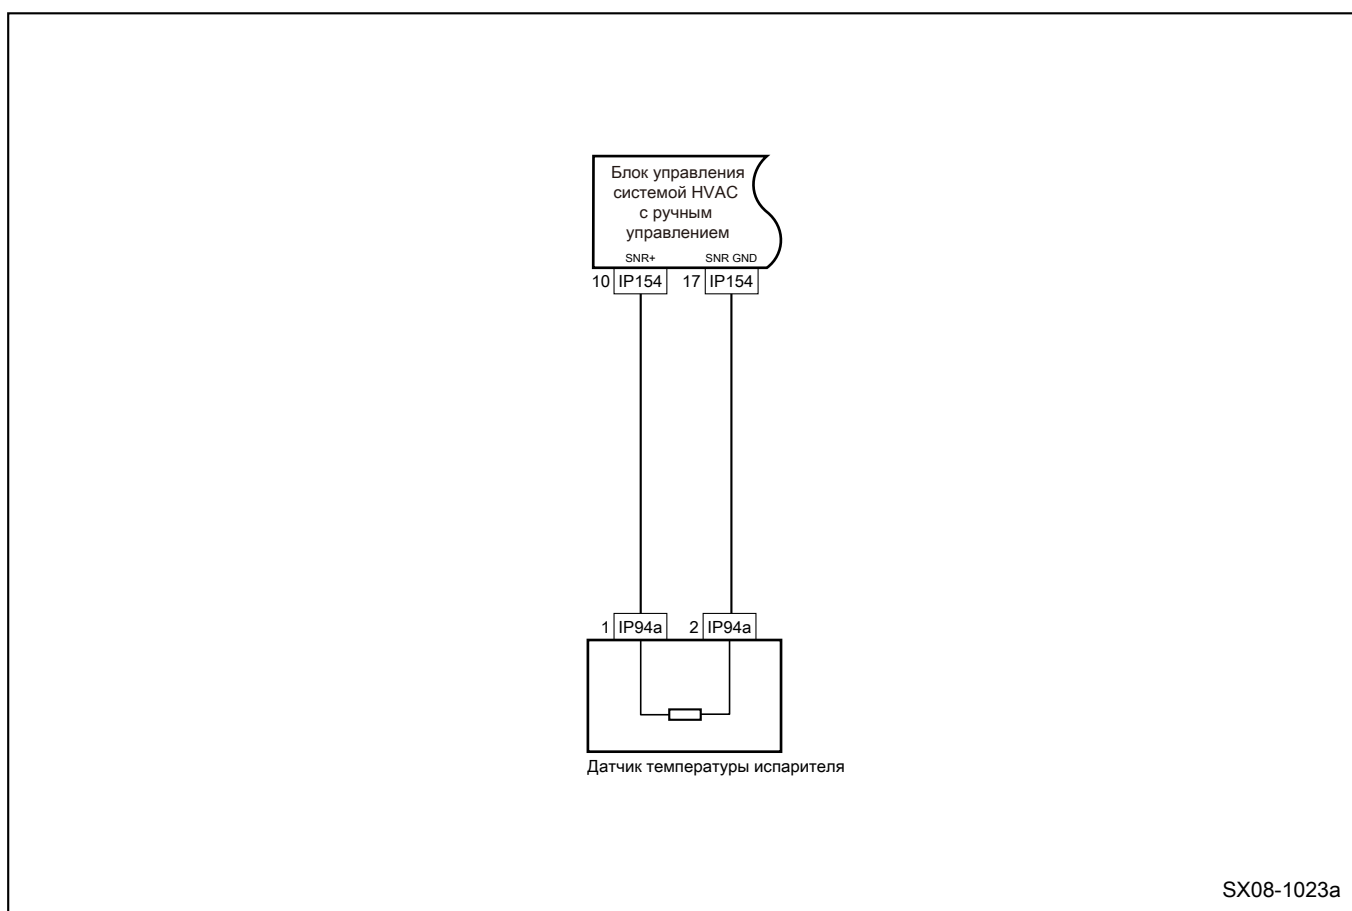 Блок управления
системой HVAC
с ручным
управлением
SNR+ SNR GND
10 IP154 17 IP154
1 IP94a 2 IP94a
Датчик температуры испарителя
SX08-1023a